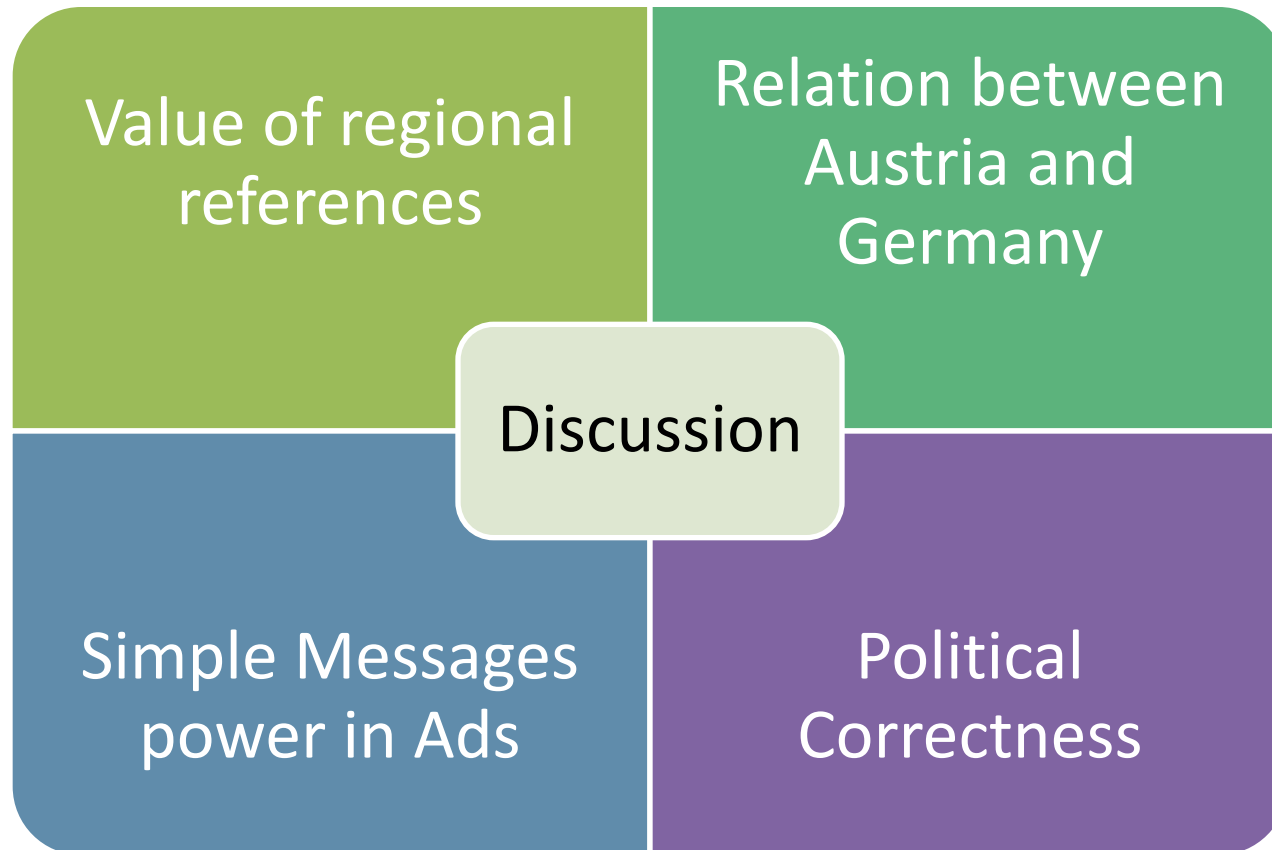 Value of regional
references
Relation between
Austria and
Germany
Discussion
Simple Messages
power in Ads
Political
Correctness